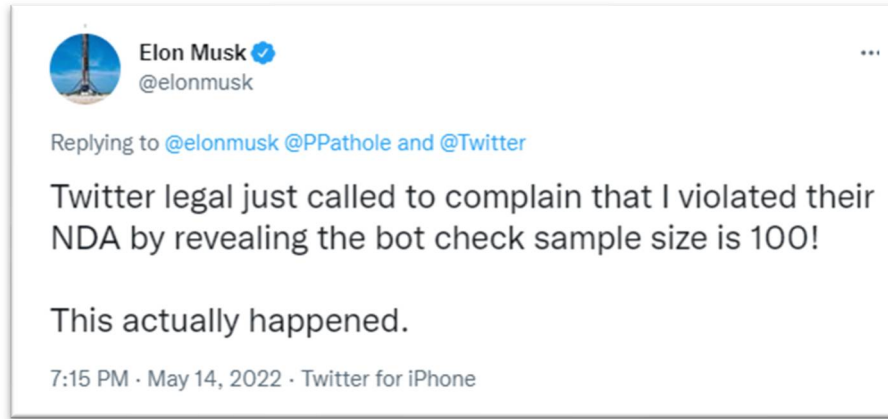 Elon Musk
@elonmusk
Replying to @elonmusk @PPathole and @Twitter
Twitter legal just called to complain that I violated their
NDA by revealing the bot check sample size is 100!
This actually happened.
7:15 PM · May 14, 2022 · Twitter for iPhone